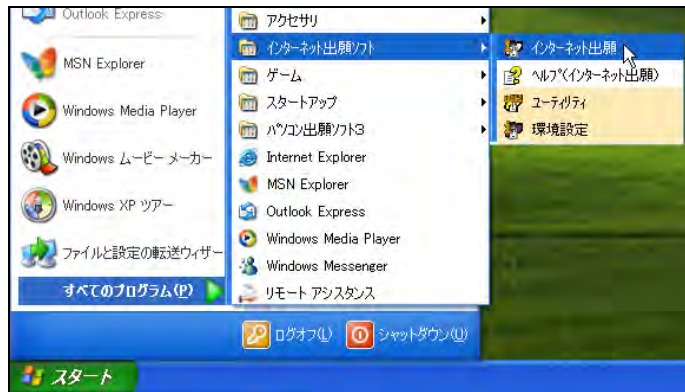 Outlook Express
MSN Explorer
Windows Media Player
Windows ムービー メーカー
Windows XP ツアー
ファイルと設定の転送ウィザー
すべてのプログラム(P)
アクセサリ
インターネット出願ソフト
ゲーム
スタートアップ
パソコン出願ソフト3
Internet Explorer
MSN Explorer
Outlook Express
Windows Media Player
Windows Messenger
リモート アシスタンス
インターネット出願
ヘルプ(インターネット出願)
ユーティリティ
環境設定
ログオフ(L)
シャットダウン(U)
スタート